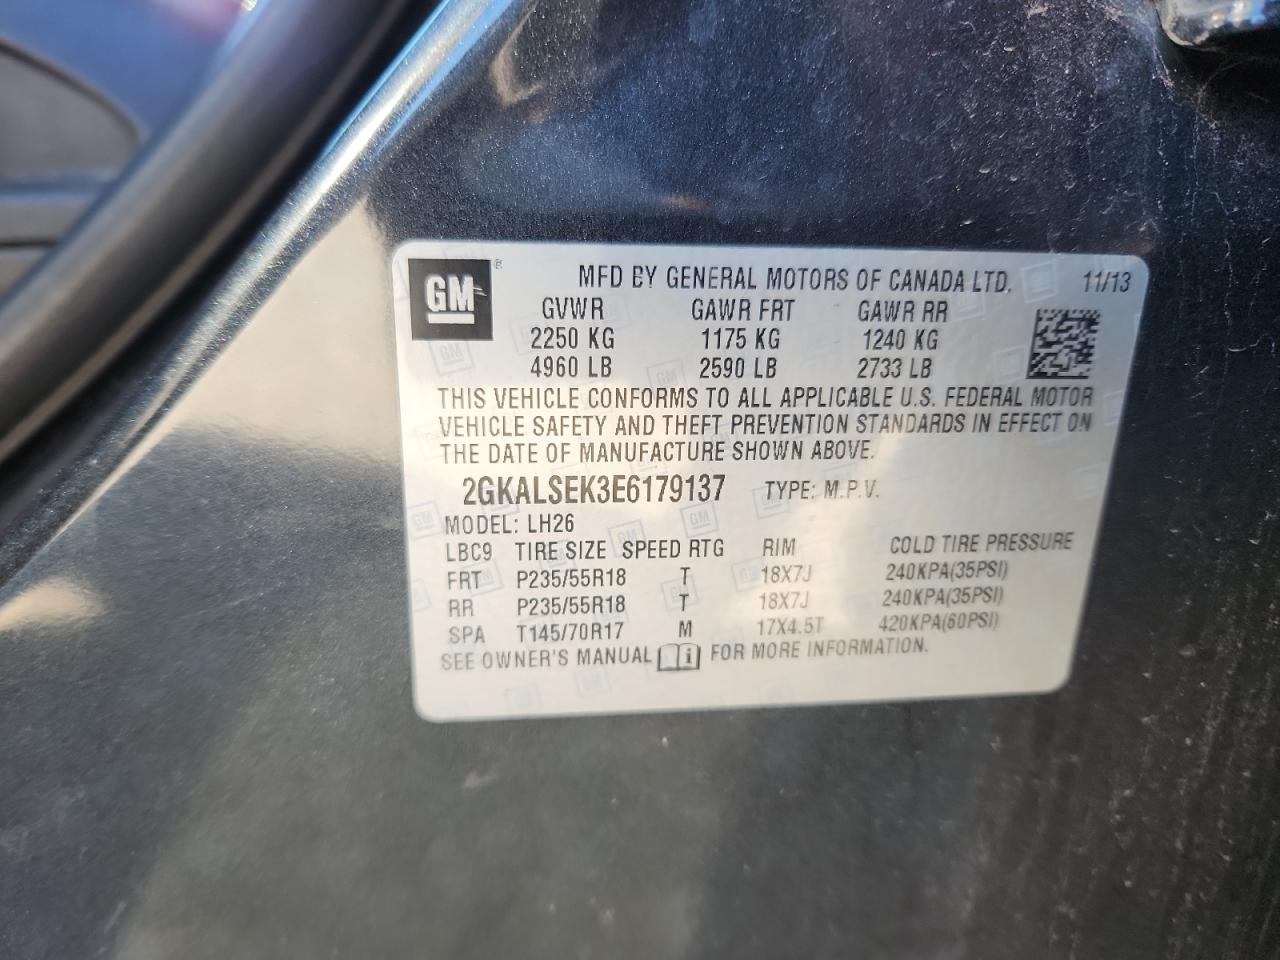 GM ®
MFD BY GENERAL MOTORS OF CANADA LTD. 11/13
GVWR GAWR FRT GAWR RR
2250 KG 1175 KG 1240 KG
4960 LB 2590 LB 2733 LB
THIS VEHICLE CONFORMS TO ALL APPLICABLE U.S. FEDERAL MOTOR
VEHICLE SAFETY AND THEFT PREVENTION STANDARDS IN EFFECT ON
THE DATE OF MANUFACTURE SHOWN ABOVE.
2GKALSEK3E6179137 TYPE: M.P.V.
MODEL: LH26
LBC9 TIRE SIZE SPEED RTG RIM COLD TIRE PRESSURE
FRT P235/55R18 T 18X7J 240KPA(35PSI)
RR P235/55R18 T 18X7J 240KPA(35PSI)
SPA T145/70R17 M 17X4.5T 420KPA(60PSI)
SEE OWNER'S MANUAL i FOR MORE INFORMATION.